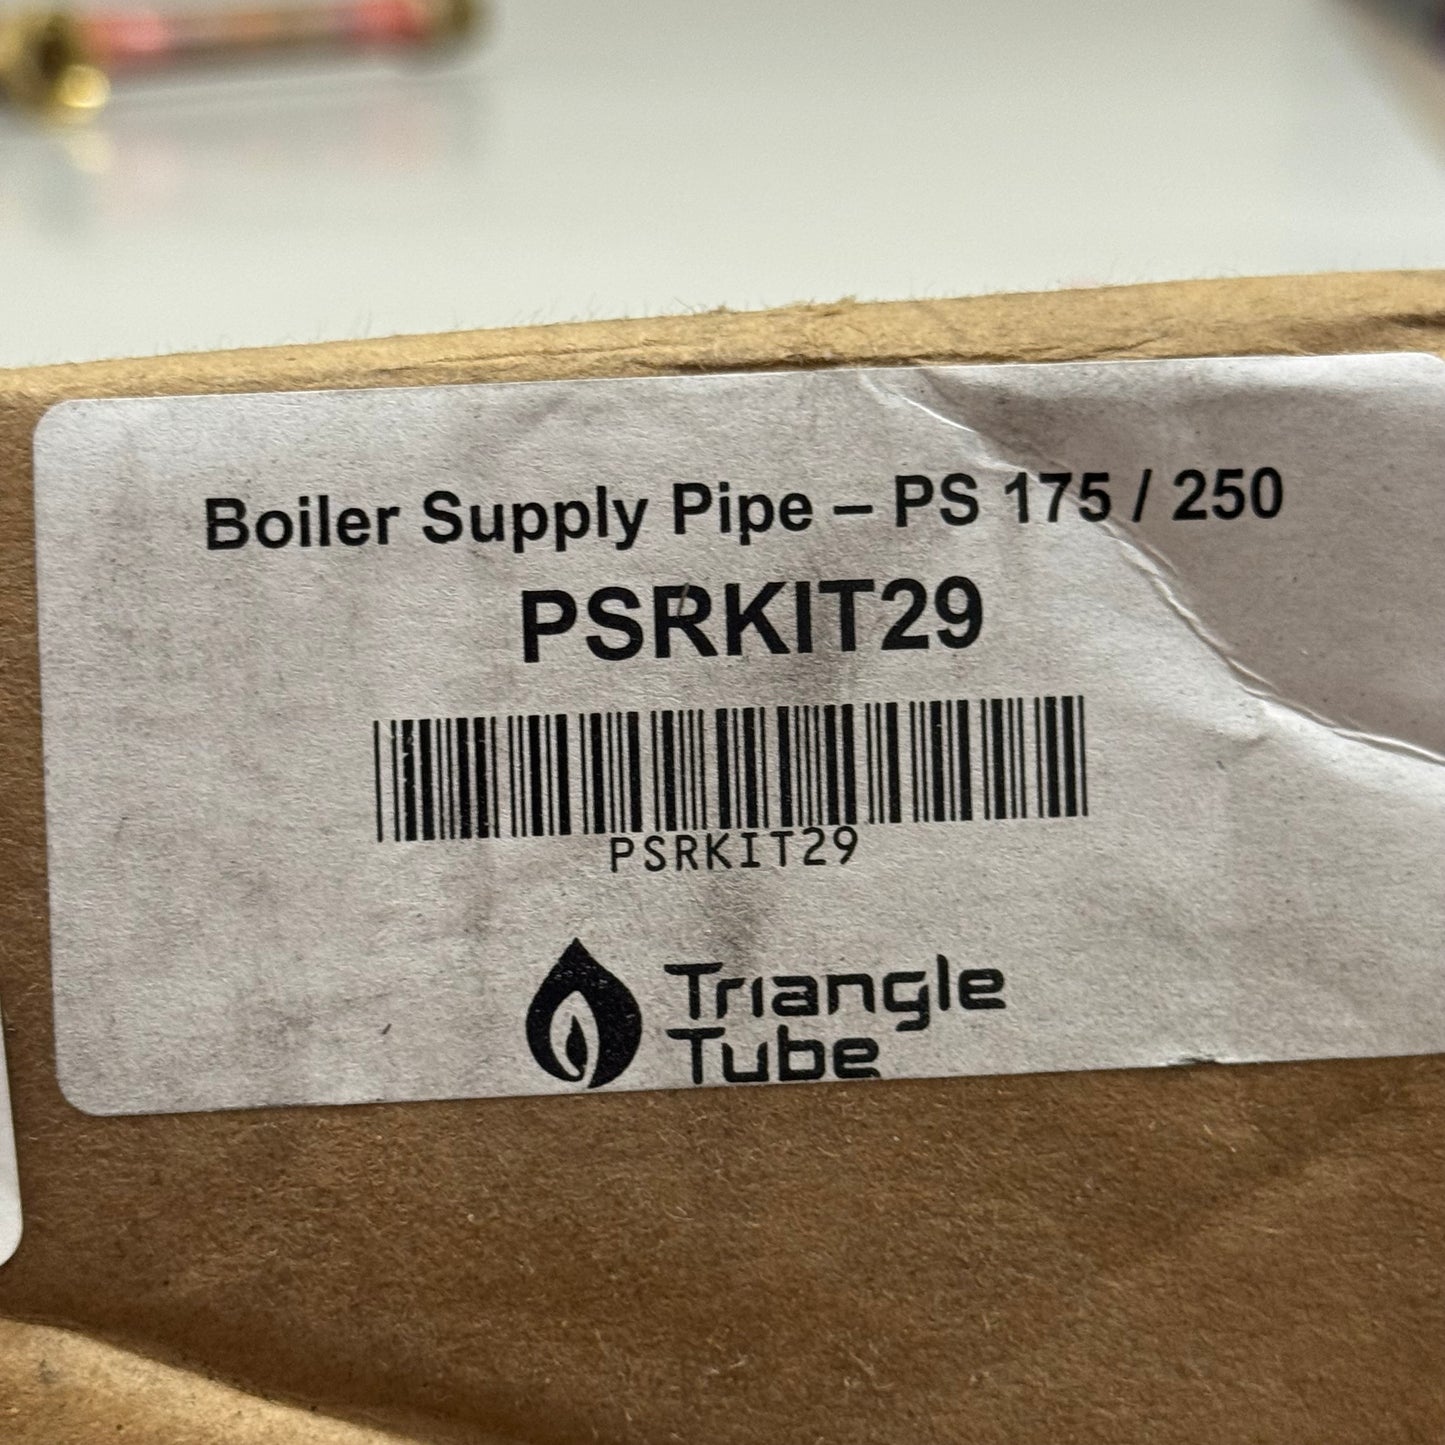 Boiler Supply Pipe – PS 175 / 250
PSRKIT29
PSRKIT29
Triangle
Tube